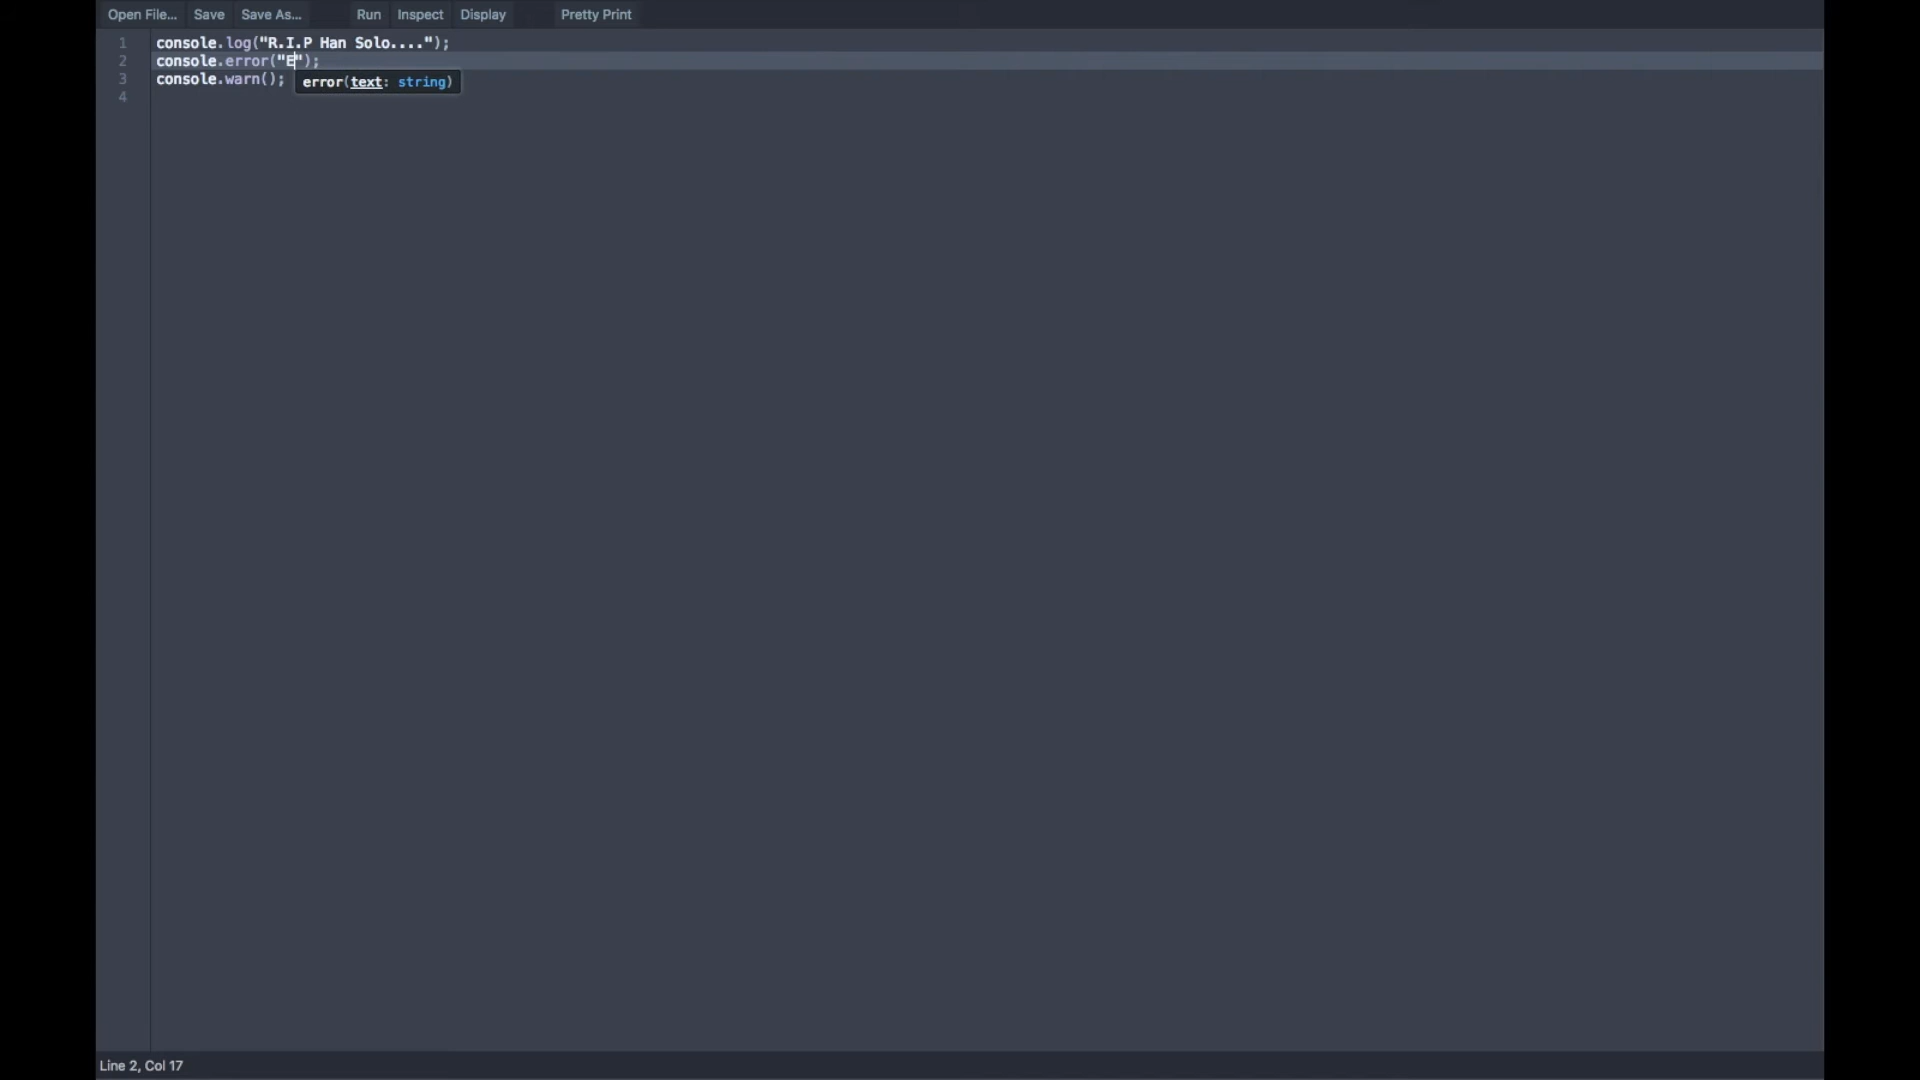 Open File... Save Save As... Run Inspect Display Pretty Print
1 console.log("R.I.P Han Solo....");
2 console.error("E");
3 console.warn();
error(text: string)
4
Line 2, Col 17